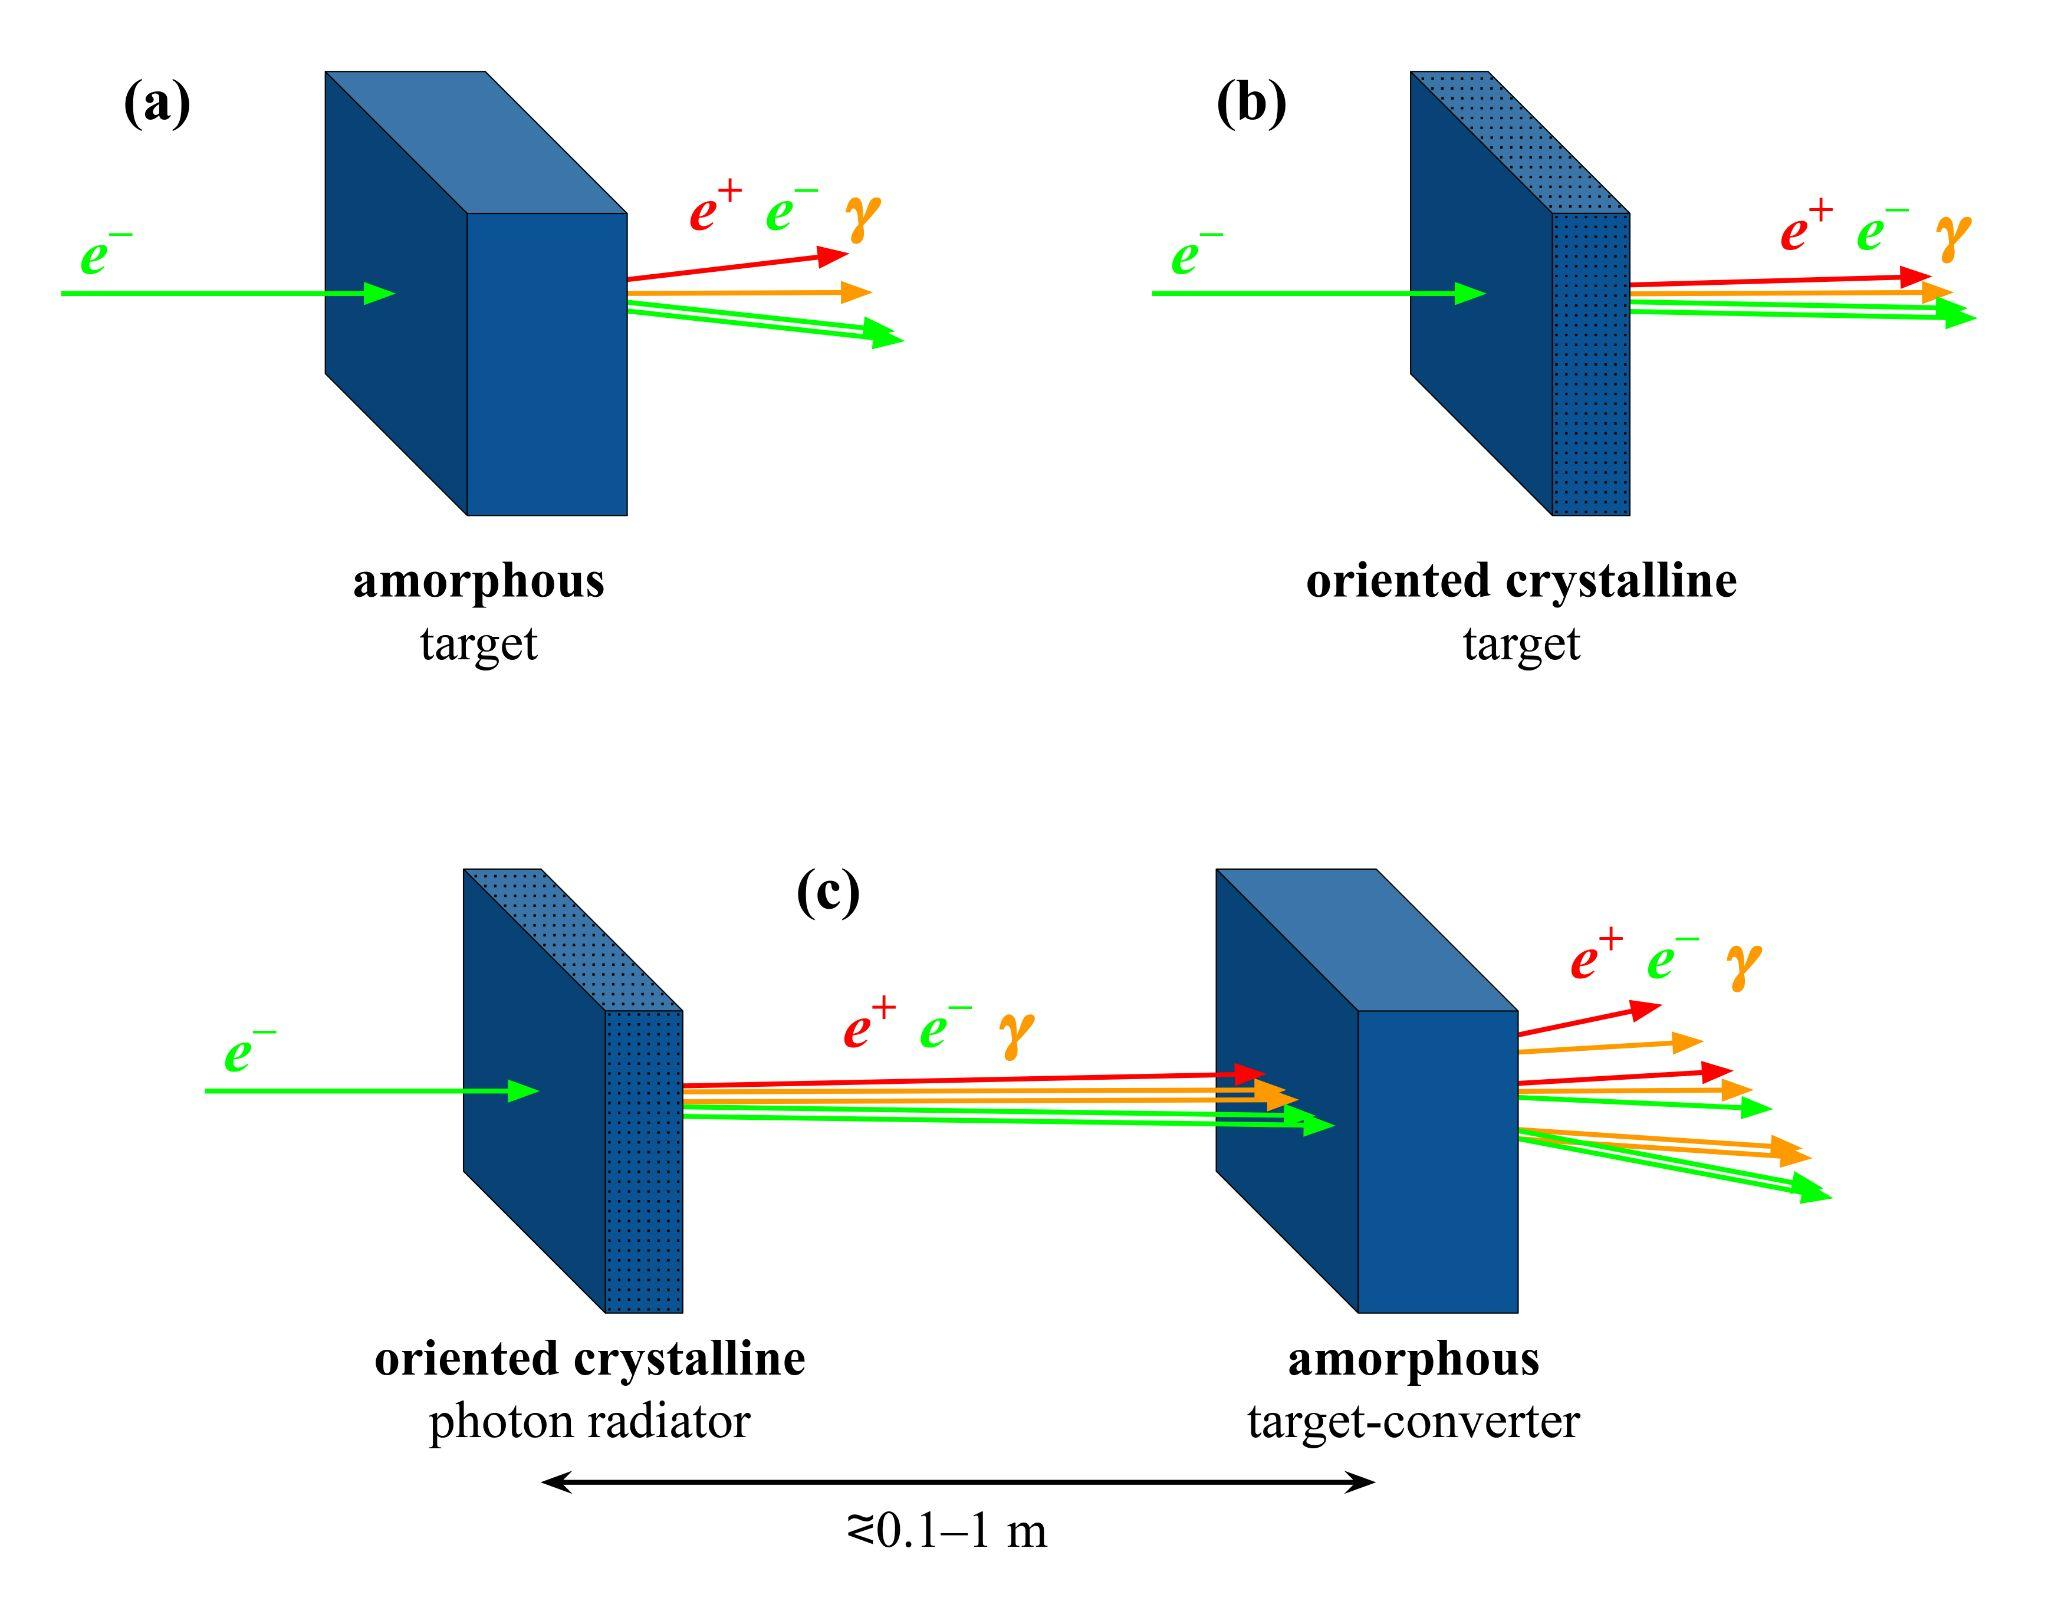 (a)
e⁻
e⁺ e⁻ γ
amorphous
target
(b)
e⁻
e⁺ e⁻ γ
oriented crystalline
target
(c)
e⁻
e⁺ e⁻ γ
e⁺ e⁻ γ
oriented crystalline
photon radiator
amorphous
target-converter
⪝0.1–1 m